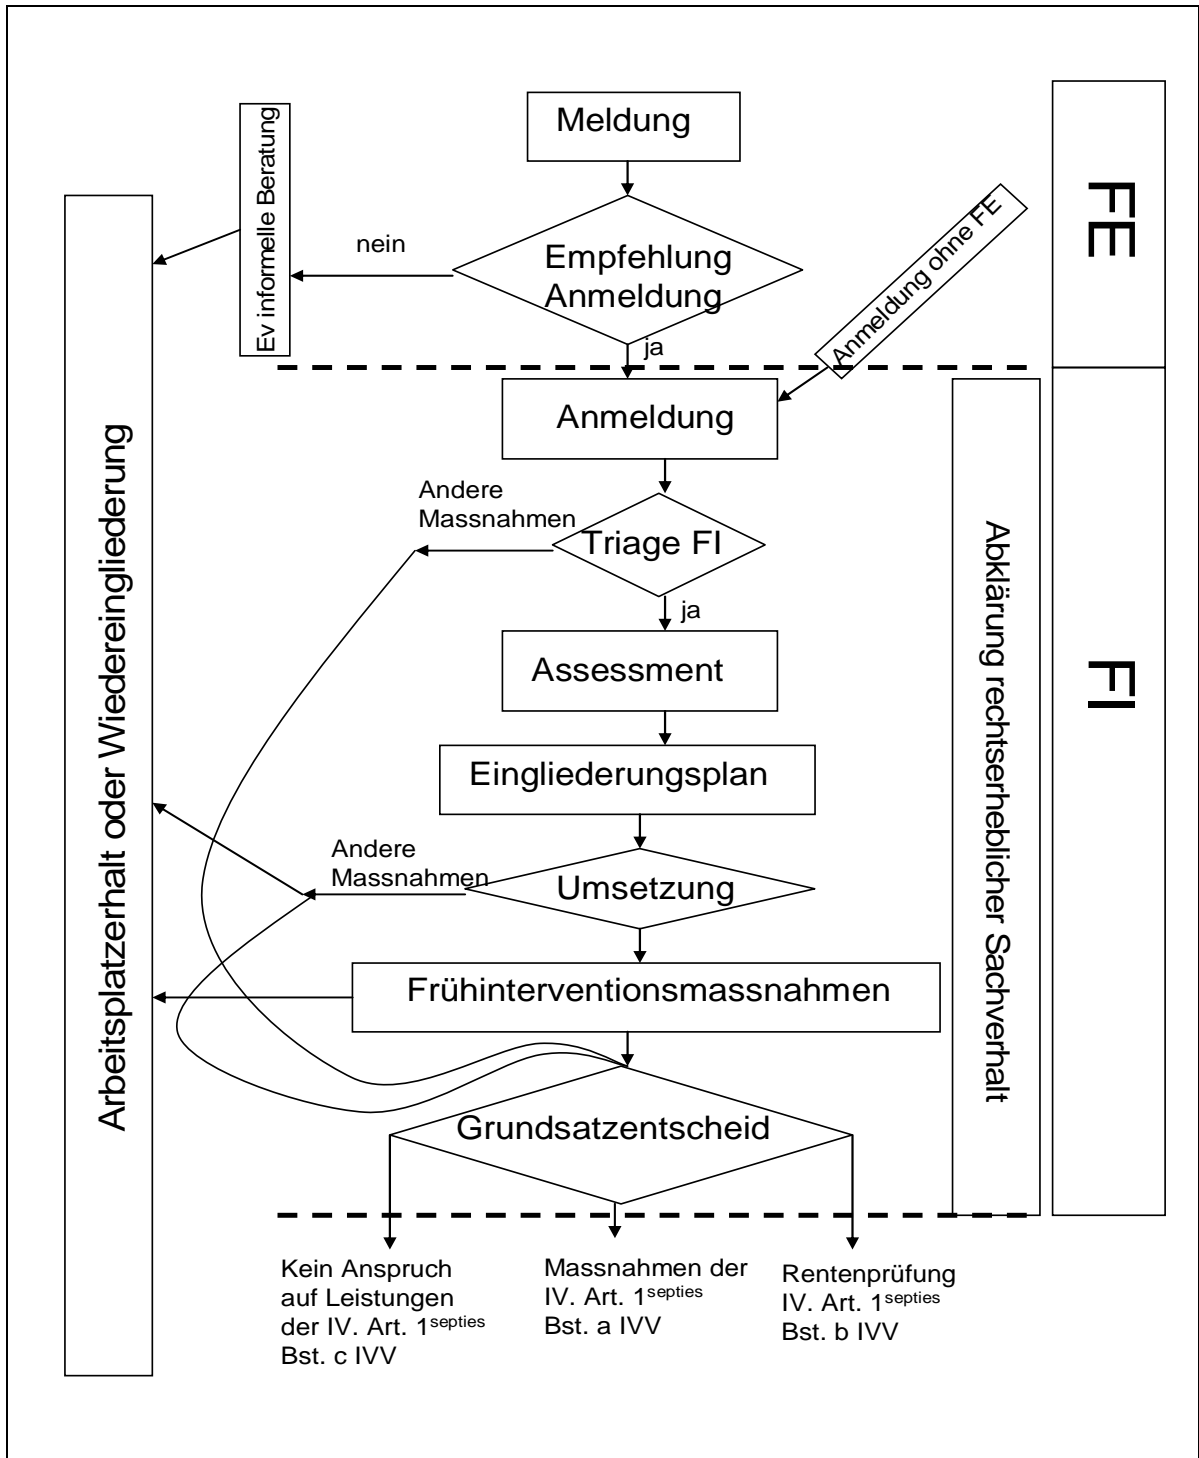 Meldung
FE
Ev informelle Beratung
nein
Empfehlung
Anmeldung
Anmeldung ohne FE
ja
Anmeldung
Andere
Massnahmen
Triage FI
ja
Assessment
Eingliederungsplan
Andere
Massnahmen
Umsetzung
Frühinterventionsmassnahmen
Grundsatzentscheid
Arbeitsplatzerhalt oder Wiedereingliederung
Abklärung rechtserheblicher Sachverhalt
FI
Kein Anspruch
auf Leistungen
der IV. Art. 1septies
Bst. c IVV
Massnahmen der
IV. Art. 1septies
Bst. a IVV
Rentenprüfung
IV. Art. 1septies
Bst. b IVV